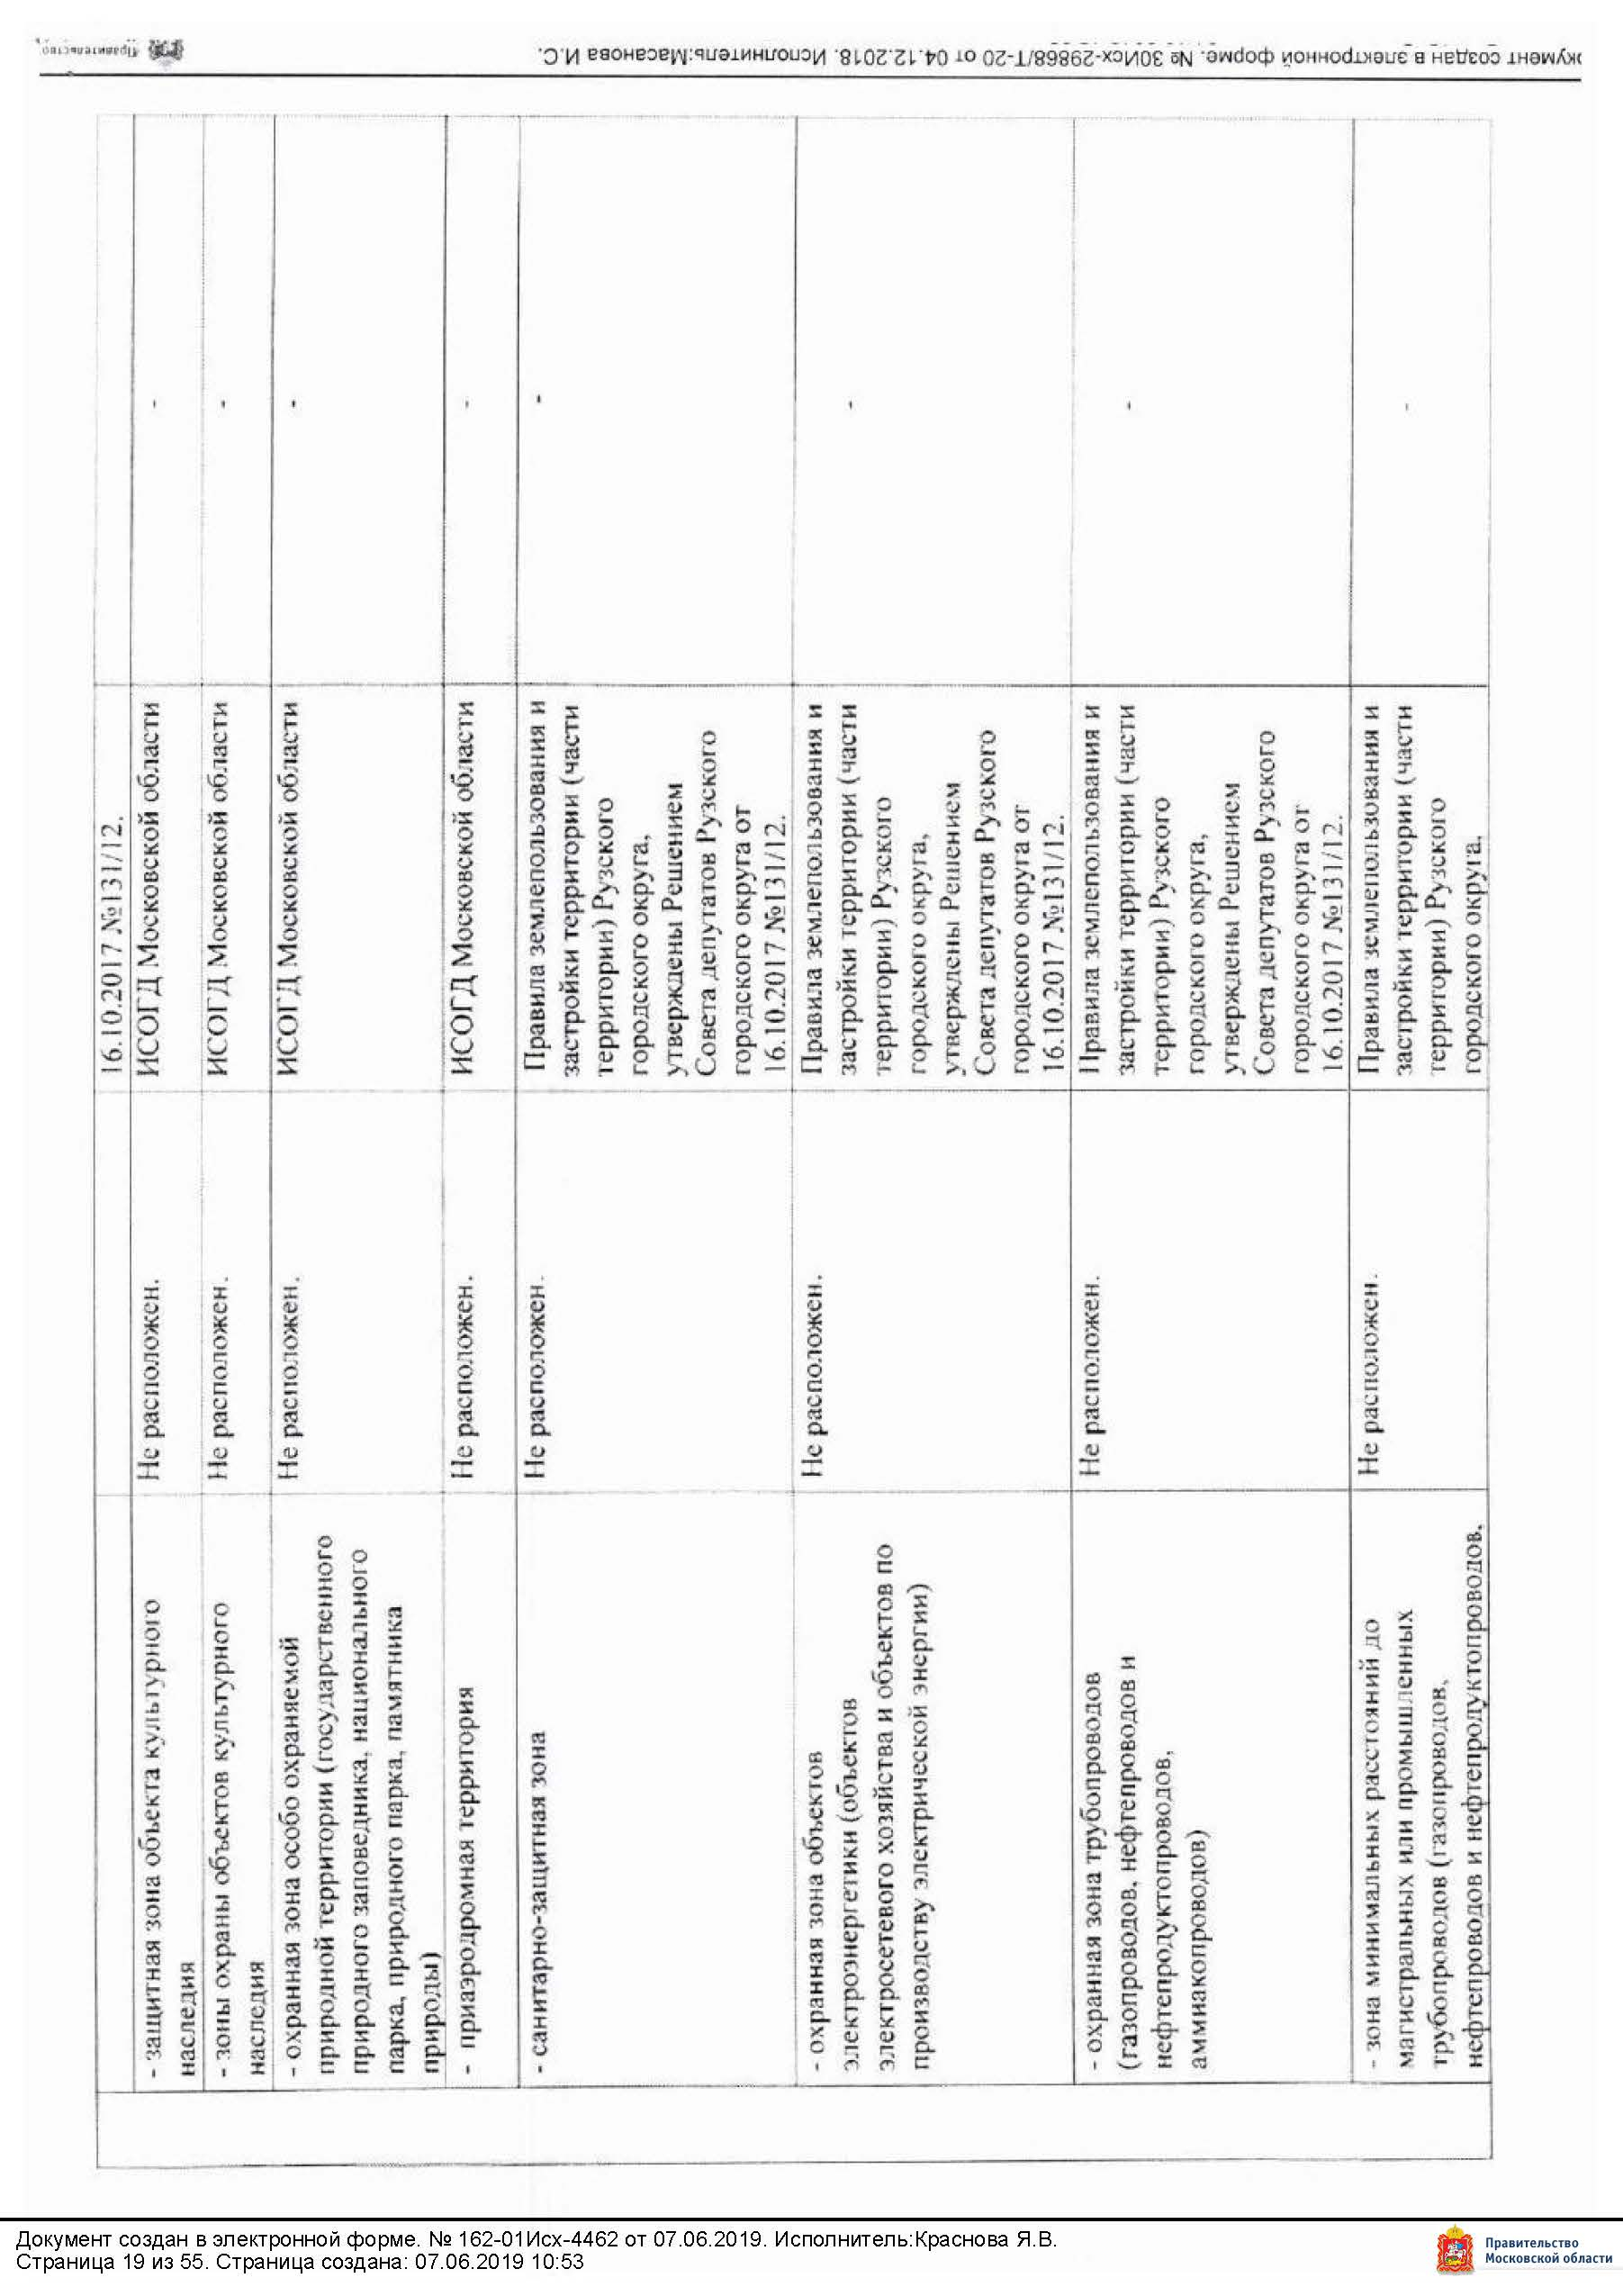 кумент создан в электронной форме. № 30Исх-29868/Т-20 от 04.12.2018. Исполнитель:Масанова И.С.
Правительство
16.10.2017 №131/12.
- защитная зона объекта культурного
наследия
Не расположен.
ИСОГД Московской области
-
- зоны охраны объектов культурного
наследия
Не расположен.
ИСОГД Московской области
-
- охранная зона особо охраняемой
природной территории (государственного
природного заповедника, национального
парка, природного парка, памятника
природы)
Не расположен.
ИСОГД Московской области
-
- приаэродромная территория
Не расположен.
ИСОГД Московской области
-
- санитарно-защитная зона
Не расположен.
Правила землепользования и
застройки территории (части
территории) Рузского
городского округа,
утверждены Решением
Совета депутатов Рузского
городского округа от
16.10.2017 №131/12.
-
- охранная зона объектов
электроэнергетики (объектов
электросетевого хозяйства и объектов по
производству электрической энергии)
Не расположен.
Правила землепользования и
застройки территории (части
территории) Рузского
городского округа,
утверждены Решением
Совета депутатов Рузского
городского округа от
16.10.2017 №131/12.
-
- охранная зона трубопроводов
(газопроводов, нефтепроводов и
нефтепродуктопроводов,
аммиакопроводов)
Не расположен.
Правила землепользования и
застройки территории (части
территории) Рузского
городского округа,
утверждены Решением
Совета депутатов Рузского
городского округа от
16.10.2017 №131/12.
-
- зона минимальных расстояний до
магистральных или промышленных
трубопроводов (газопроводов,
нефтепроводов и нефтепродуктопроводов,
Не расположен.
Правила землепользования и
застройки территории (части
территории) Рузского
городского округа,
-
Документ создан в электронной форме. № 162-01Исх-4462 от 07.06.2019. Исполнитель:Краснова Я.В.
Страница 19 из 55. Страница создана: 07.06.2019 10:53
Правительство
Московской области